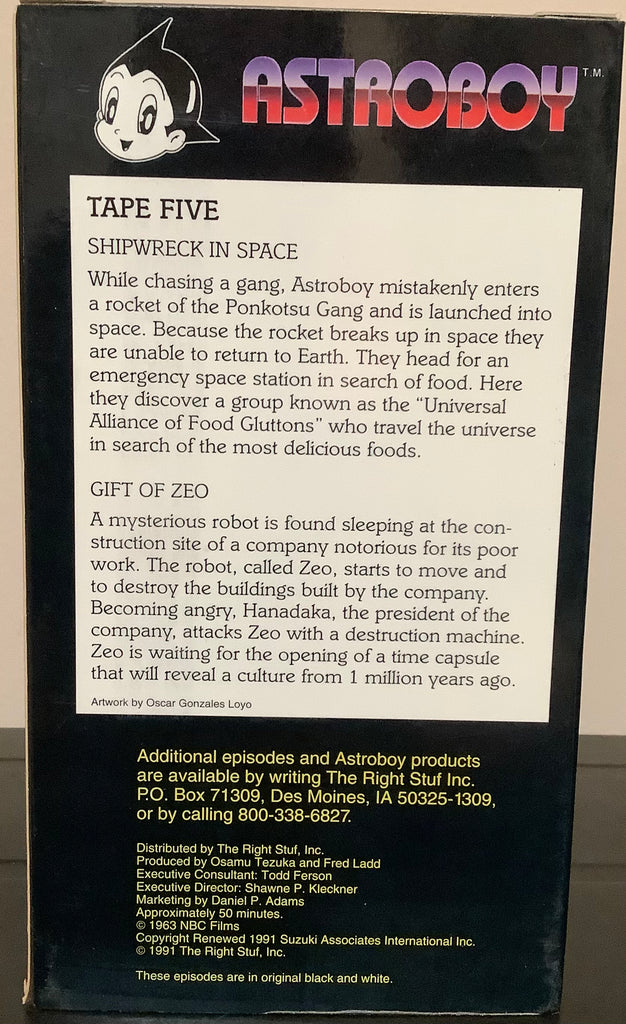 ASTROBOY T.M.
TAPE FIVE
SHIPWRECK IN SPACE
While chasing a gang, Astroboy mistakenly enters
a rocket of the Ponkotsu Gang and is launched into
space. Because the rocket breaks up in space they
are unable to return to Earth. They head for an
emergency space station in search of food. Here
they discover a group known as the “Universal
Alliance of Food Gluttons” who travel the universe
in search of the most delicious foods.
GIFT OF ZEO
A mysterious robot is found sleeping at the con-
struction site of a company notorious for its poor
work. The robot, called Zeo, starts to move and
to destroy the buildings built by the company.
Becoming angry, Hanadaka, the president of the
company, attacks Zeo with a destruction machine.
Zeo is waiting for the opening of a time capsule
that will reveal a culture from 1 million years ago.
Artwork by Oscar Gonzales Loyo
Additional episodes and Astroboy products
are available by writing The Right Stuf Inc.
P.O. Box 71309, Des Moines, IA 50325-1309,
or by calling 800-338-6827.
Distributed by The Right Stuf, Inc.
Produced by Osamu Tezuka and Fred Ladd
Executive Consultant: Todd Ferson
Executive Director: Shawne P. Kleckner
Marketing by Daniel P. Adams
Approximately 50 minutes.
© 1963 NBC Films
Copyright Renewed 1991 Suzuki Associates International Inc.
© 1991 The Right Stuf, Inc.
These episodes are in original black and white.